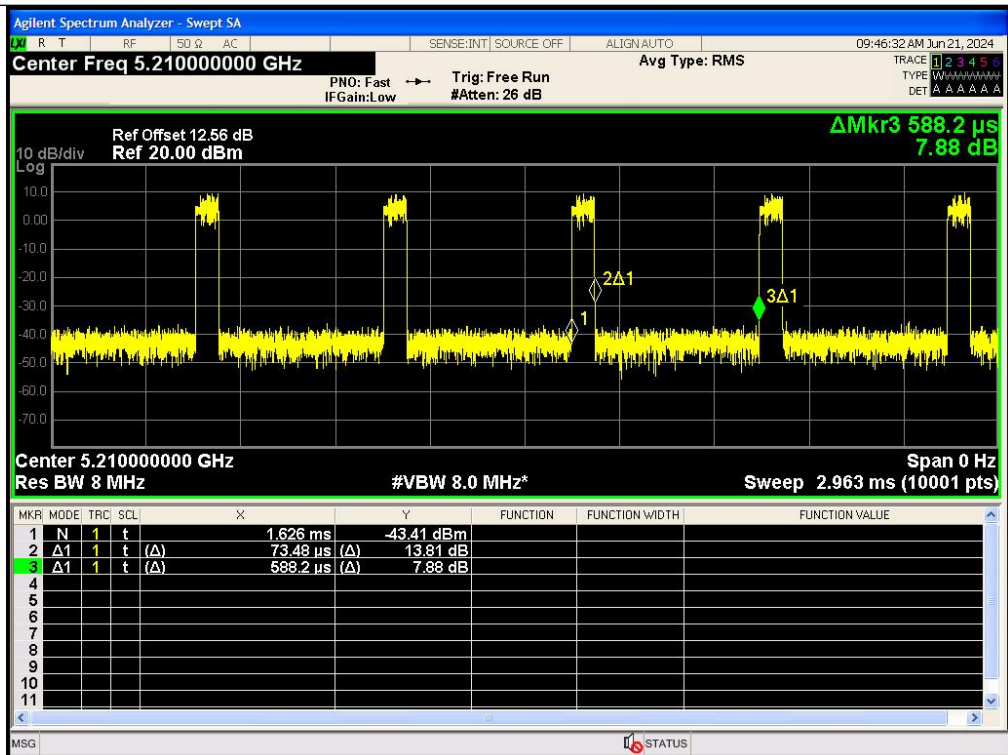 Agilent Spectrum Analyzer - Swept SA
LXI R T RF 50 Ω AC SENSE:INT SOURCE OFF ALIGN AUTO 09:46:32 AM Jun 21, 2024
Center Freq 5.210000000 GHz
PNO: Fast
IFGain:Low
Trig: Free Run
#Atten: 26 dB
Avg Type: RMS
TRACE 1 2 3 4 5 6
TYPE W
DET A A A A A A
ΔMkr3 588.2 µs
7.88 dB
Ref Offset 12.56 dB
10 dB/div Ref 20.00 dBm
Log
10.0
0.00
-10.0
-20.0
-30.0
-40.0
-50.0
-60.0
-70.0
2Δ1
3Δ1
1
Center 5.210000000 GHz Span 0 Hz
Res BW 8 MHz #VBW 8.0 MHz* Sweep 2.963 ms (10001 pts)
MKR MODE TRC SCL X Y FUNCTION FUNCTION WIDTH FUNCTION VALUE
1 N 1 t 1.626 ms -43.41 dBm
2 Δ1 1 t (Δ) 73.48 µs (Δ) 13.81 dB
3 Δ1 1 t (Δ) 588.2 µs (Δ) 7.88 dB
4
5
6
7
8
9
10
11
MSG STATUS